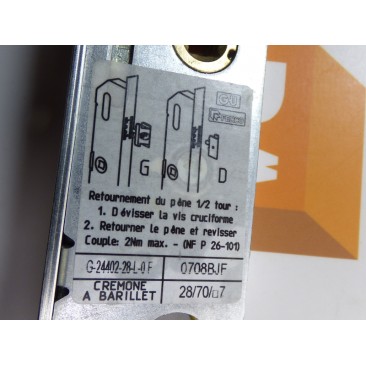 G U
G D
Retournement du pêne 1/2 tour :
1. Dévisser la vis cruciforme
2. Retourner le pêne et revisser
Couple: 2Nm max. - (NF P 26-101)
G-24402-28-L-0 F 0708BJF
CREMONE
A BARILLET 28/70/□7